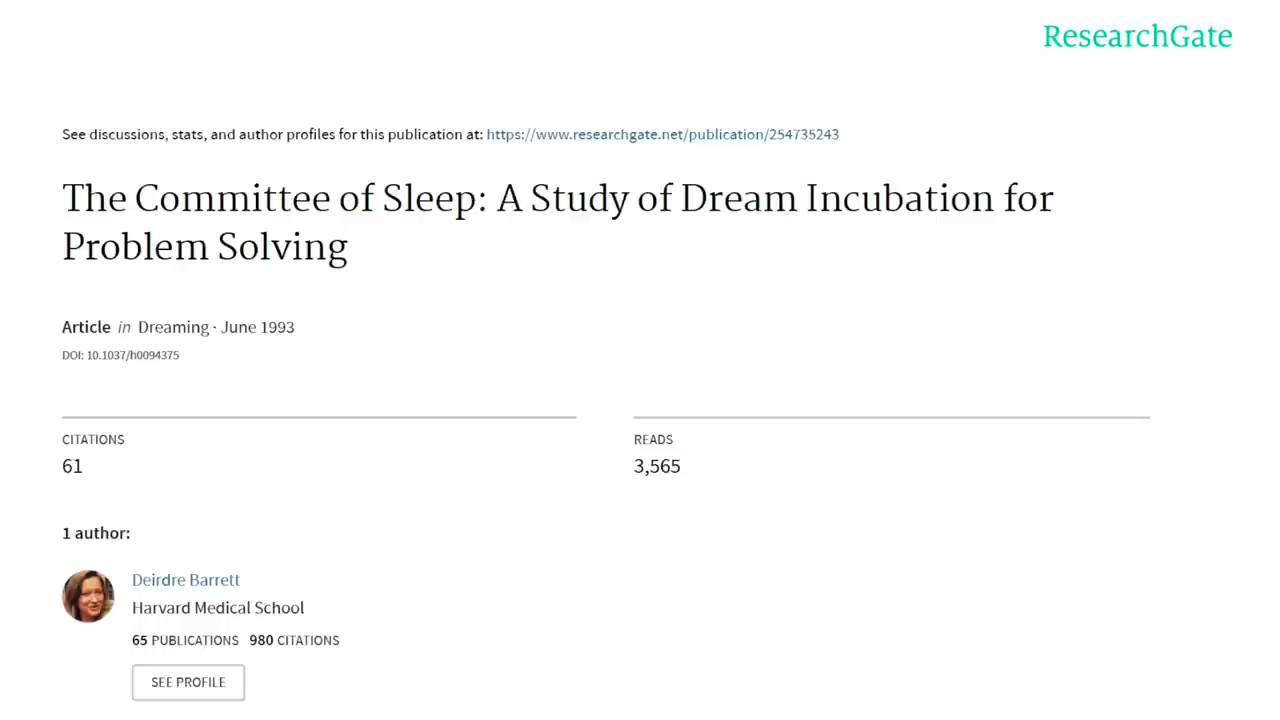 ResearchGate
See discussions, stats, and author profiles for this publication at: https://www.researchgate.net/publication/254735243
The Committee of Sleep: A Study of Dream Incubation for
Problem Solving
Article in Dreaming · June 1993
DOI: 10.1037/h0094375
CITATIONS
61
READS
3,565
1 author:
Deirdre Barrett
Harvard Medical School
65 PUBLICATIONS 980 CITATIONS
SEE PROFILE